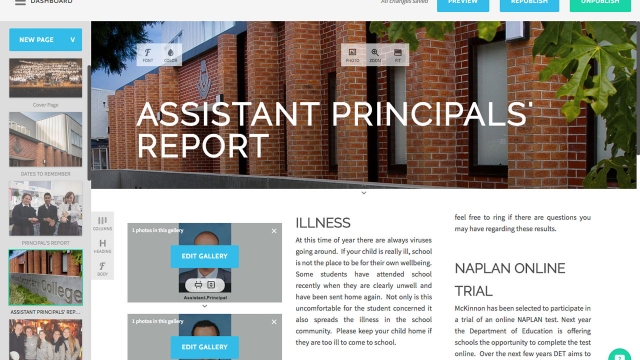 DASHBOARD
All changes saved
PREVIEW
REPUBLISH
UNPUBLISH
NEW PAGE
V
FONT
COLOR
PHOTO
ZOOM
FIT
Cover Page
DATES TO REMEMBER
PRINCIPAL'S REPORT
ASSISTANT PRINCIPALS' REP...
COLUMNS
HEADING
BODY
ASSISTANT PRINCIPALS'
REPORT
1 photos in this gallery
EDIT GALLERY
Assistant Principal
1 photos in this gallery
EDIT GALLERY
ILLNESS
At this time of year there are always viruses
going around. If your child is really ill, school
is not the place to be for their own wellbeing.
Some students have attended school
recently when they are clearly unwell and
have been sent home again. Not only is this
uncomfortable for the student concerned it
also spreads the illness in the school
community. Please keep your child home if
they are too ill to come to school.
feel free to ring if there are questions you
may have regarding these results.
NAPLAN ONLINE
TRIAL
McKinnon has been selected to participate in
a trial of an online NAPLAN test. Next year
the Department of Education is offering
schools the opportunity to complete the test
online. Over the next few years DET aims to